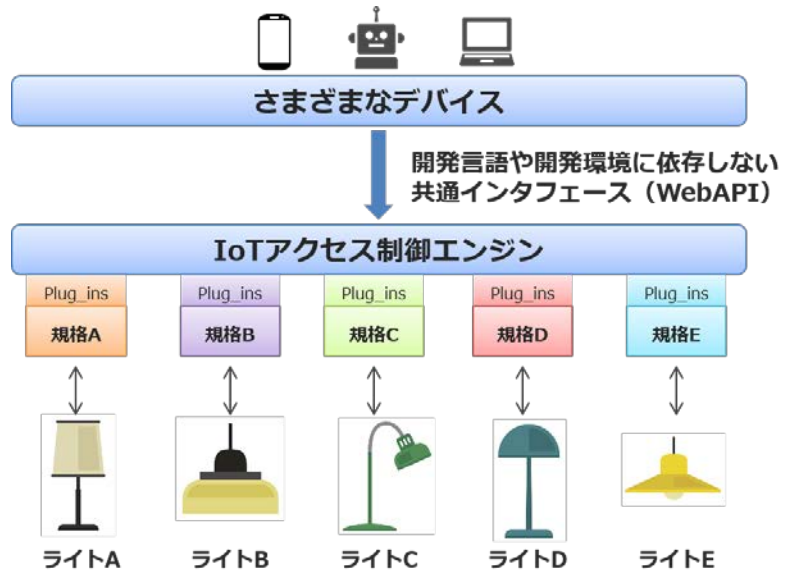 さまざまなデバイス
開発言語や開発環境に依存しない
共通インタフェース（WebAPI）
IoTアクセス制御エンジン
Plug_ins
Plug_ins
Plug_ins
Plug_ins
Plug_ins
規格A
規格B
規格C
規格D
規格E
ライトA
ライトB
ライトC
ライトD
ライトE